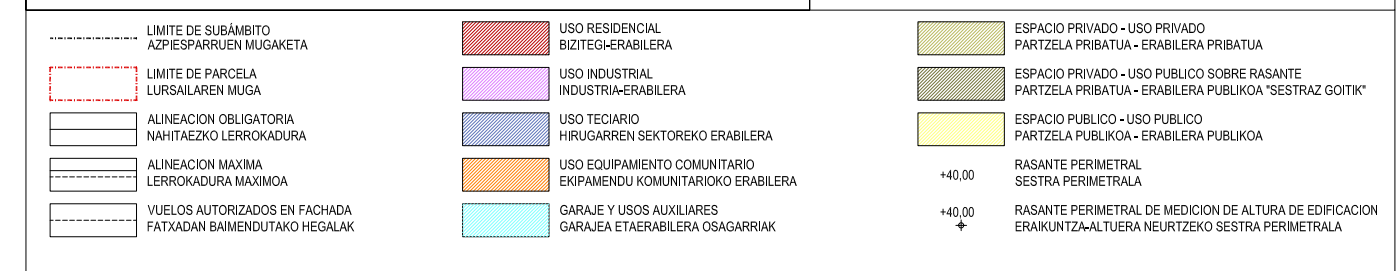 LIMITE DE SUBÁMBITO
AZPIESPARRUEN MUGAKETA
LIMITE DE PARCELA
LURSAILAREN MUGA
ALINEACION OBLIGATORIA
NAHITAEZKO LERROKADURA
ALINEACION MAXIMA
LERROKADURA MAXIMOA
VUELOS AUTORIZADOS EN FACHADA
FATXADAN BAIMENDUTAKO HEGALAK
USO RESIDENCIAL
BIZITEGI-ERABILERA
USO INDUSTRIAL
INDUSTRIA-ERABILERA
USO TECIARIO
HIRUGARREN SEKTOREKO ERABILERA
USO EQUIPAMIENTO COMUNITARIO
EKIPAMENDU KOMUNITARIOKO ERABILERA
GARAJE Y USOS AUXILIARES
GARAJEA ETAERABILERA OSAGARRIAK
ESPACIO PRIVADO - USO PRIVADO
PARTZELA PRIBATUA - ERABILERA PRIBATUA
ESPACIO PRIVADO - USO PUBLICO SOBRE RASANTE
PARTZELA PRIBATUA - ERABILERA PUBLIKOA "SESTRAZ GOITIK"
ESPACIO PUBLICO - USO PUBLICO
PARTZELA PUBLIKOA - ERABILERA PUBLIKOA
+40,00
RASANTE PERIMETRAL
SESTRA PERIMETRALA
+40,00
RASANTE PERIMETRAL DE MEDICION DE ALTURA DE EDIFICACION
ERAIKUNTZA-ALTUERA NEURTZEKO SESTRA PERIMETRALA